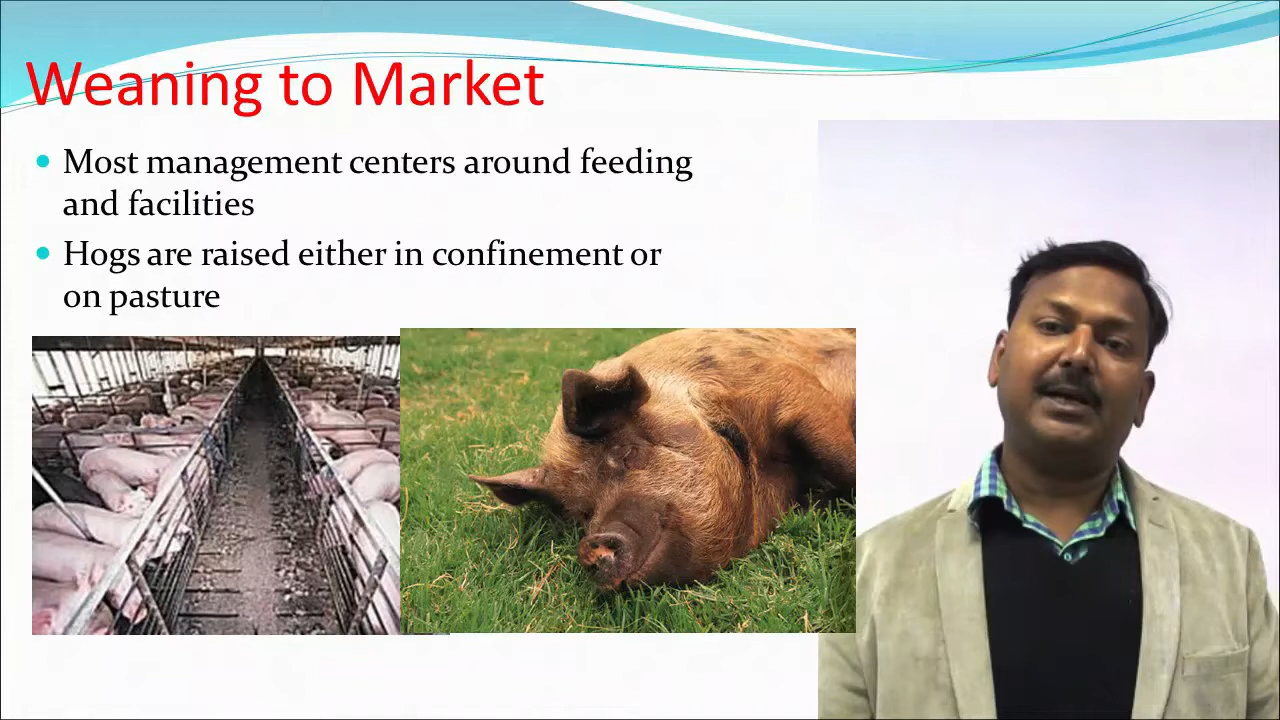 Weaning to Market
Most management centers around feeding
and facilities
Hogs are raised either in confinement or
on pasture